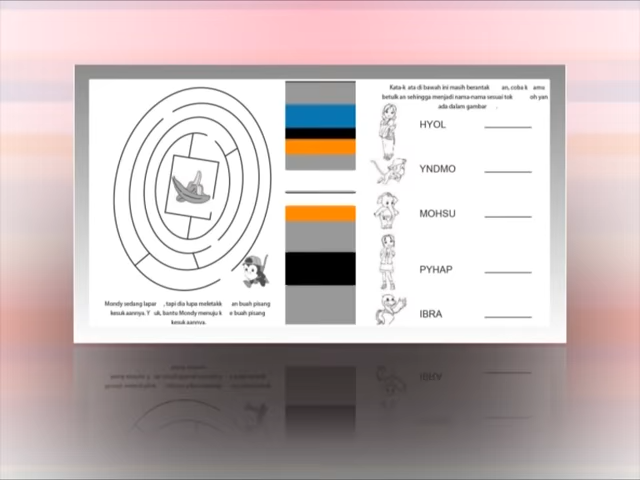 Mondy sedang lapar , tapi dia lupa meletakk an buah pisang
kesuk aannya. Y uk, bantu Mondy menuju k e buah pisang
kesuk aannya.
Kata-k ata di bawah ini masih berantak an, coba k amu
betulk an sehingga menjadi nama-nama sesuai tok oh yan
ada dalam gambar .
HYOL
YNDMO
MOHSU
PYHAP
IBRA